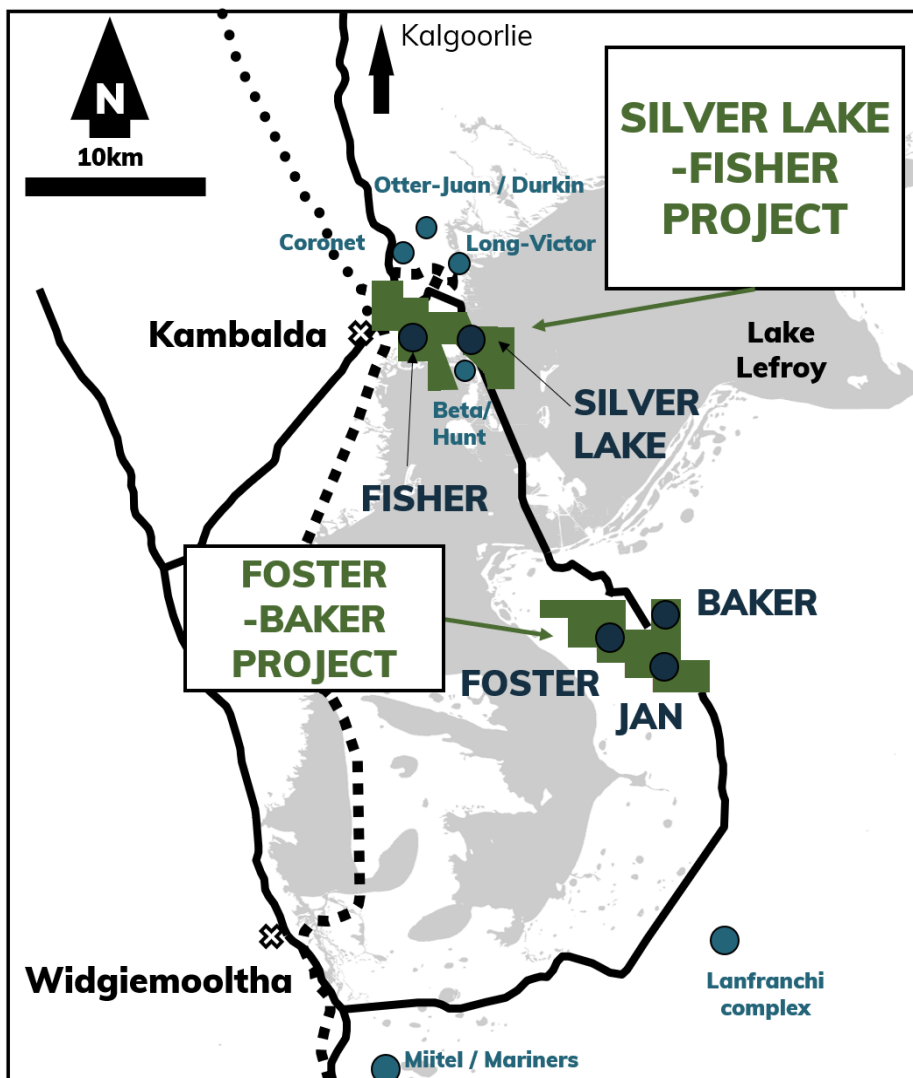 Kalgoorlie
N
10km
SILVER LAKE
-FISHER
PROJECT
Otter-Juan / Durkin
Coronet
Long-Victor
Kambalda
Lake
Lefroy
Beta/
Hunt
SILVER
LAKE
FISHER
FOSTER
-BAKER
PROJECT
BAKER
FOSTER
JAN
Widgiemooltha
Lanfranchi
complex
Miitel / Mariners